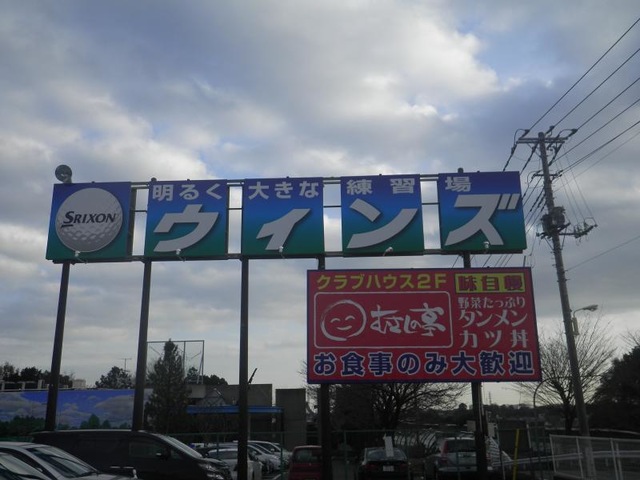 SRIXON
明るく大きな練習場
ウィンズ
クラブハウス2F
味自慢
野菜たっぷり
タンメン
カツ丼
お食事のみ大歓迎